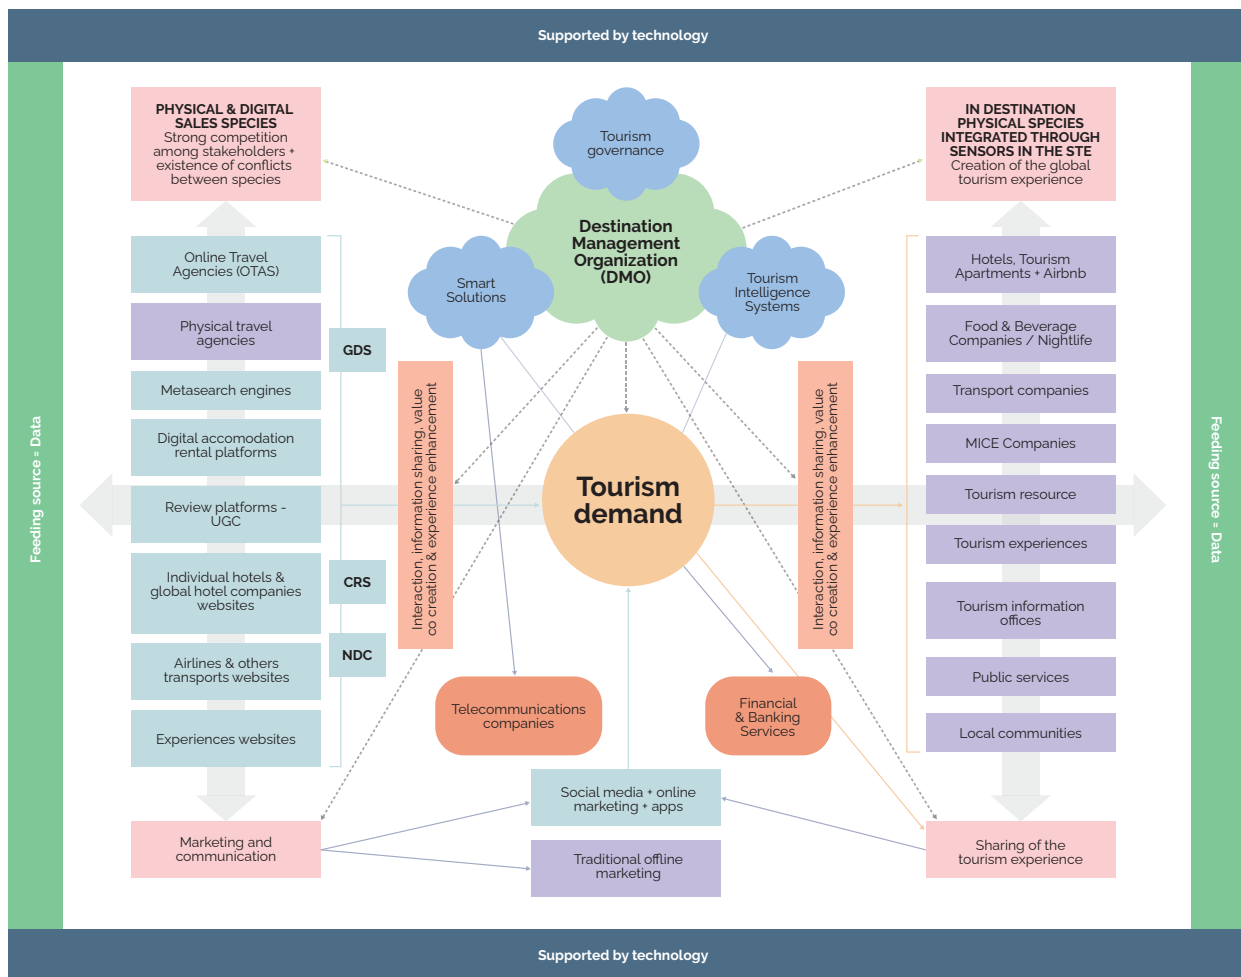 Supported by technology
Feeding source = Data
PHYSICAL & DIGITAL
SALES SPECIES
Strong competition
among stakeholders +
existence of conflicts
between species
Online Travel
Agencies (OTAS)
Physical travel
agencies
Metasearch engines
Digital accomodation
rental platforms
Review platforms -
UGC
Individual hotels &
global hotel companies
websites
Airlines & others
transports websites
Experiences websites
Marketing and
communication
GDS
CRS
NDC
Interaction, information sharing, value
co creation & experience enhancement
Tourism
governance
Destination
Management
Organization
(DMO)
Smart
Solutions
Tourism
Intelligence
Systems
Tourism
demand
Telecommunications
companies
Financial
& Banking
Services
Social media + online
marketing + apps
Traditional offline
marketing
Interaction, information sharing, value
co creation & experience enhancement
IN DESTINATION
PHYSICAL SPECIES
INTEGRATED THROUGH
SENSORS IN THE STE
Creation of the global
tourism experience
Hotels, Tourism
Apartments + Airbnb
Food & Beverage
Companies / Nightlife
Transport companies
MICE Companies
Tourism resource
Tourism experiences
Tourism information
offices
Public services
Local communities
Sharing of the
tourism experience
Feeding source = Data
Supported by technology